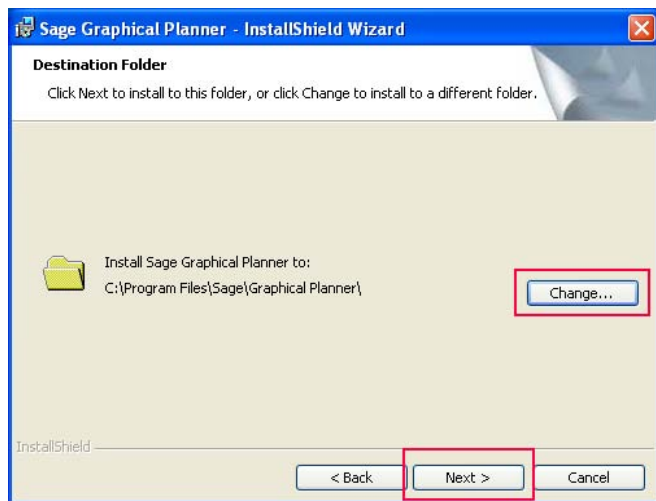 Sage Graphical Planner - InstallShield Wizard
Destination Folder
Click Next to install to this folder, or click Change to install to a different folder.
Install Sage Graphical Planner to:
C:\Program Files\Sage\Graphical Planner\
Change...
InstallShield
< Back
Next >
Cancel